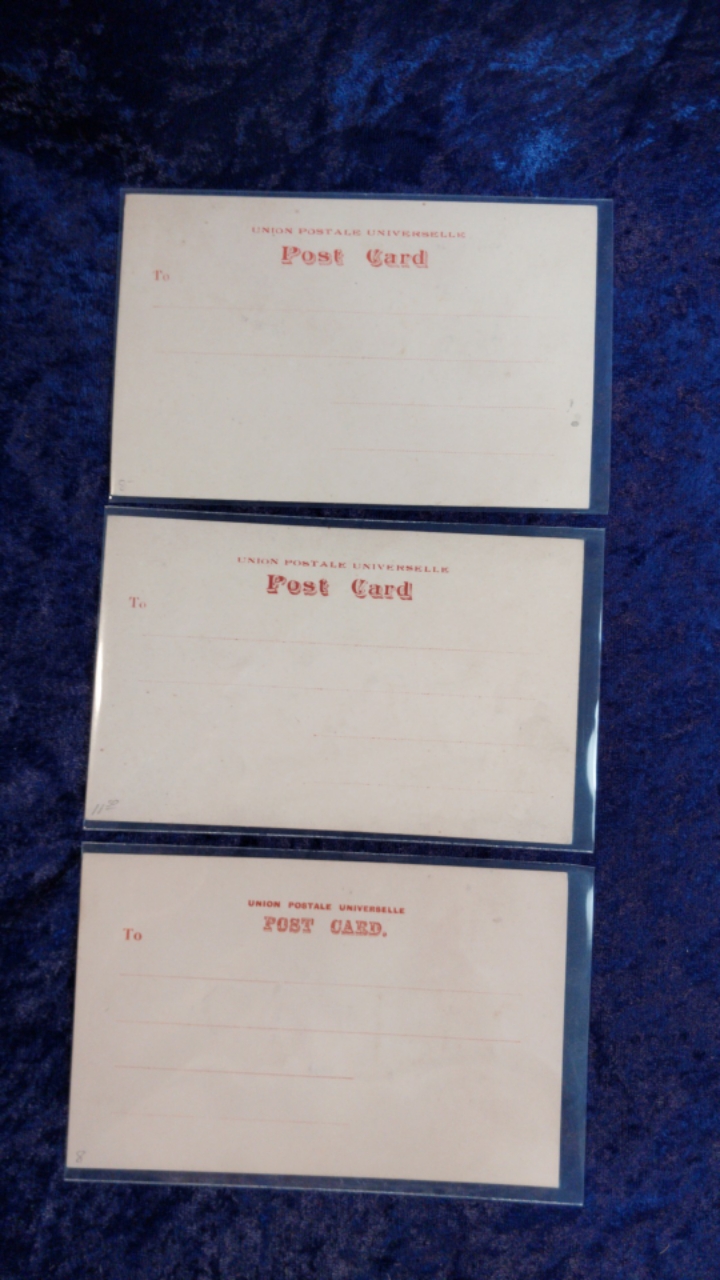 UNION POSTALE UNIVERSELLE
Post Card
To
UNION POSTALE UNIVERSELLE
Post Card
To
UNION POSTALE UNIVERSELLE
POST CARD.
To